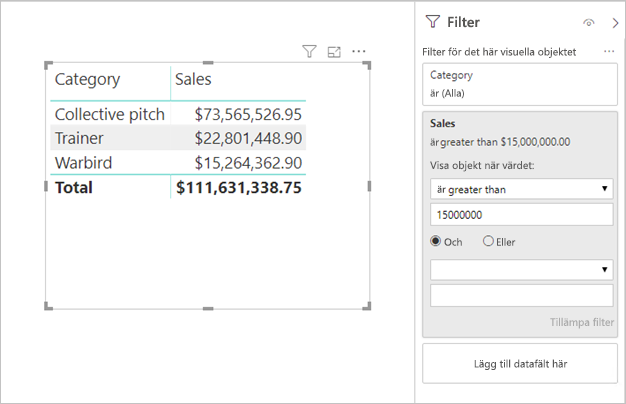 Category Sales
Collective pitch $73,565,526.95
Trainer $22,801,448.90
Warbird $15,264,362.90
Total $111,631,338.75
Filter
Filter för det här visuella objektet
Category
är (Alla)
Sales
är greater than $15,000,000.00
Visa objekt när värdet:
är greater than
15000000
Och Eller
Tillämpa filter
Lägg till datafält här